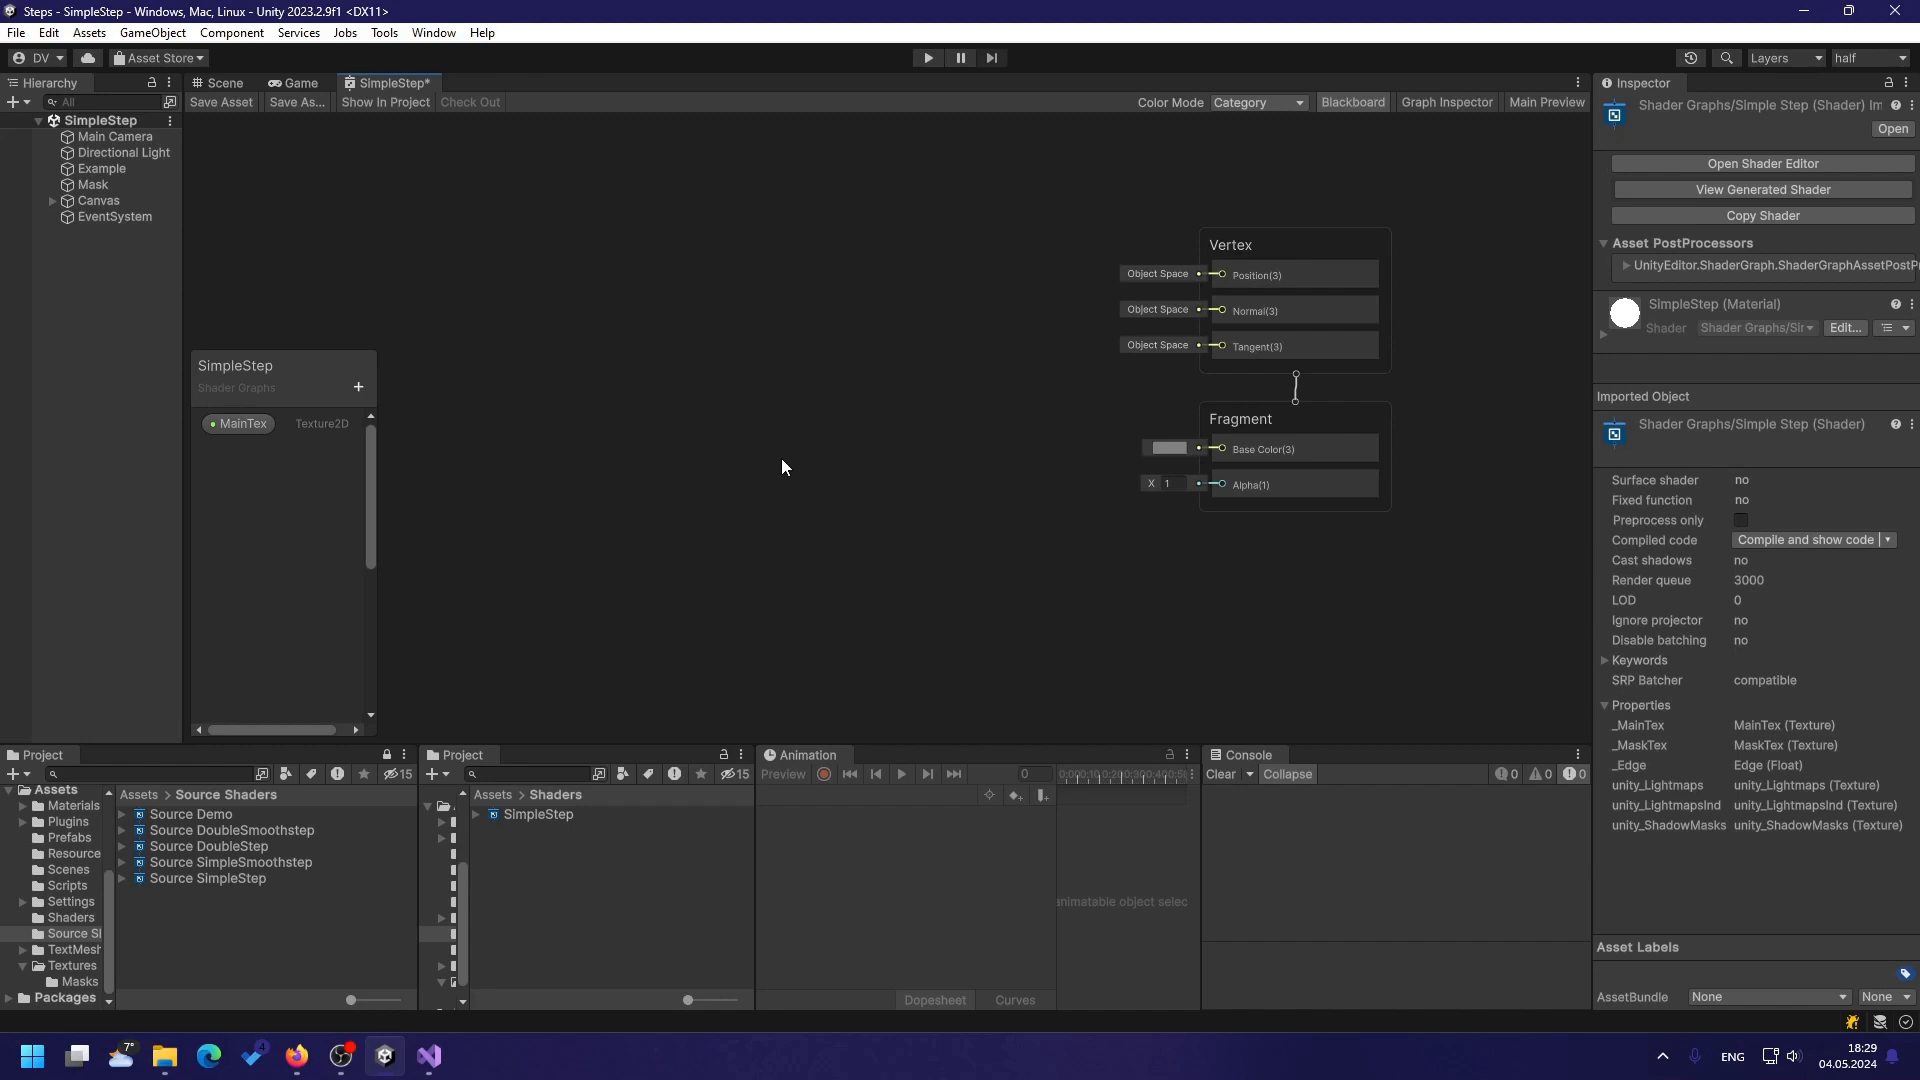 Steps - SimpleStep - Windows, Mac, Linux - Unity 2023.2.9f1 <DX11>
File Edit Assets GameObject Component Services Jobs Tools Window Help
DV Asset Store Layers half
Hierarchy Scene Game SimpleStep* Inspector
All Save Asset Save As... Show In Project Check Out Color Mode Category Blackboard Graph Inspector Main Preview
Shader Graphs/Simple Step (Shader) Im
Open
SimpleStep
Main Camera
Directional Light
Example
Mask
Canvas
EventSystem
SimpleStep
Shader Graphs
MainTex Texture2D
Vertex
Object Space Position(3)
Object Space Normal(3)
Object Space Tangent(3)
Fragment
Base Color(3)
X 1 Alpha(1)
Open Shader Editor
View Generated Shader
Copy Shader
Asset PostProcessors
UnityEditor.ShaderGraph.ShaderGraphAssetPostP
SimpleStep (Material)
Shader Shader Graphs/Sir Edit...
Imported Object
Shader Graphs/Simple Step (Shader)
Surface shader no
Fixed function no
Preprocess only
Compiled code Compile and show code
Cast shadows no
Render queue 3000
LOD 0
Ignore projector no
Disable batching no
Keywords
SRP Batcher compatible
Properties
_MainTex MainTex (Texture)
_MaskTex MaskTex (Texture)
_Edge Edge (Float)
unity_Lightmaps unity_Lightmaps (Texture)
unity_LightmapsInd unity_LightmapsInd (Texture)
unity_ShadowMasks unity_ShadowMasks (Texture)
Asset Labels
AssetBundle None None
Project
15
Assets
Materials
Plugins
Prefabs
Resource
Scenes
Scripts
Settings
Shaders
Source Sl
TextMesh
Textures
Masks
Packages
Assets > Source Shaders
Source Demo
Source DoubleSmoothstep
Source DoubleStep
Source SimpleSmoothstep
Source SimpleStep
Project
15
Assets > Shaders
SimpleStep
Animation
Preview 0
animatable object selec
Dopesheet Curves
Console
Clear Collapse 0 0 0
7° 4
ENG 18:29
04.05.2024